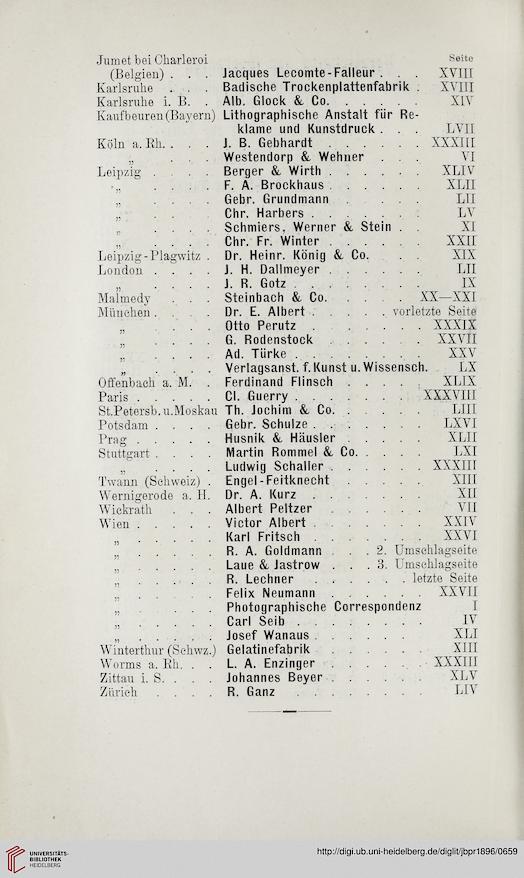 Jumet bei Charleroi Seite
(Belgien) . . . Jacques Lecomte-Falleur . . . XVIII
Karlsruhe . . . Badische Trockenplattenfabrik . XVIII
Karlsruhe i. B. . Alb. Glock & Co. . . . . . XIV
Kaufbeuren (Bayern) Lithographische Anstalt für Re-
klame und Kunstdruck . . . LVII
Köln a. Rh. . . . J. B. Gebhardt . . . . . . XXXIII
„ . . . . Westendorp & Wehner . . . VI
Leipzig . . . . Berger & Wirth . . . . . . XLIV
„ . . . . F. A. Brockhaus . . . . . XLII
„ . . . . Gebr. Grundmann . . . . . LII
„ . . . . Chr. Harbers . . . . . . . LV
„ . . . . Schmiers, Werner & Stein . . XI
„ . . . . Chr. Fr. Winter . . . . . . XXII
Leipzig-Plagwitz . Dr. Heinr. König & Co. . . . XIX
London . . . . J. H. Dallmeyer . . . . . . LII
„ . . . . J. R. Gotz . . . . . . . . IX
Malmedy . . . Steinbach & Co. . . . . XX—XXI
München . . . . Dr. E. Albert . . . . . vorletzte Seite
„ . . . . Otto Perutz . . . . . . XXXIX
„ . . . . G. Rodenstock . . . . . XXVII
„ . . . . Ad. Türke . . . . . . . XXV
„ . . . . Verlagsanst. f. Kunst u. Wissensch. LX
Offenbach a. M. . Ferdinand Flinsch . . . . XLIX
Paris . . . . . Cl. Guerry . . . . . . . XXXVIII
St.Petersb.u.Moskau Th. Jochim & Co. . . . . . LIII
Potsdam . . . . Gebr. Schulze . . . . . . LXVI
Prag . . . . . Husnik & Häusler . . . . . XLII
Stuttgart . . . . Martin Rommel & Co. . . . . LXI
„ . . . . Ludwig Schaller . . . . . XXXIII
Twann (Schweiz) . Engel-Feitknecht . . . . . XIII
Wernigerode a. H. Dr. A. Kurz . . . . . . . XII
Wickrath . . . Albert Peltzer . . . . . . VII
Wien . . . . . Victor Albert . . . . . . XXIV
„ . . . . Karl Fritsch . . . . . . XXVI
„ . . . . R. A. Goldmann . . . 2. Umschlagseite
„ . . . . Laue & Jastrow . . . 3. Umschlagseite
„ . . . . R. Lechner . . . . . . letzte Seite
„ . . . . Felix Neumann . . . . . XXVII
„ . . . . Photographische Correspondenz I
„ . . . . Carl Seib . . . . . . . . IV
„ . . . . Josef Wanaus . . . . . . XLI
Winterthur (Schwz.) Gelatinefabrik . . . . . . XIII
Worms a. Rh. . . L. A. Enzinger . . . . . XXXIII
Zittau i. S. . . . Johannes Beyer . . . . . XLV
Zürich . . . . R. Ganz . . . . . . . LIV
UNIVERSITÄTS-
BIBLIOTHEK
HEIDELBERG
http://digi.ub.uni-heidelberg.de/diglit/jbpr1896/0659